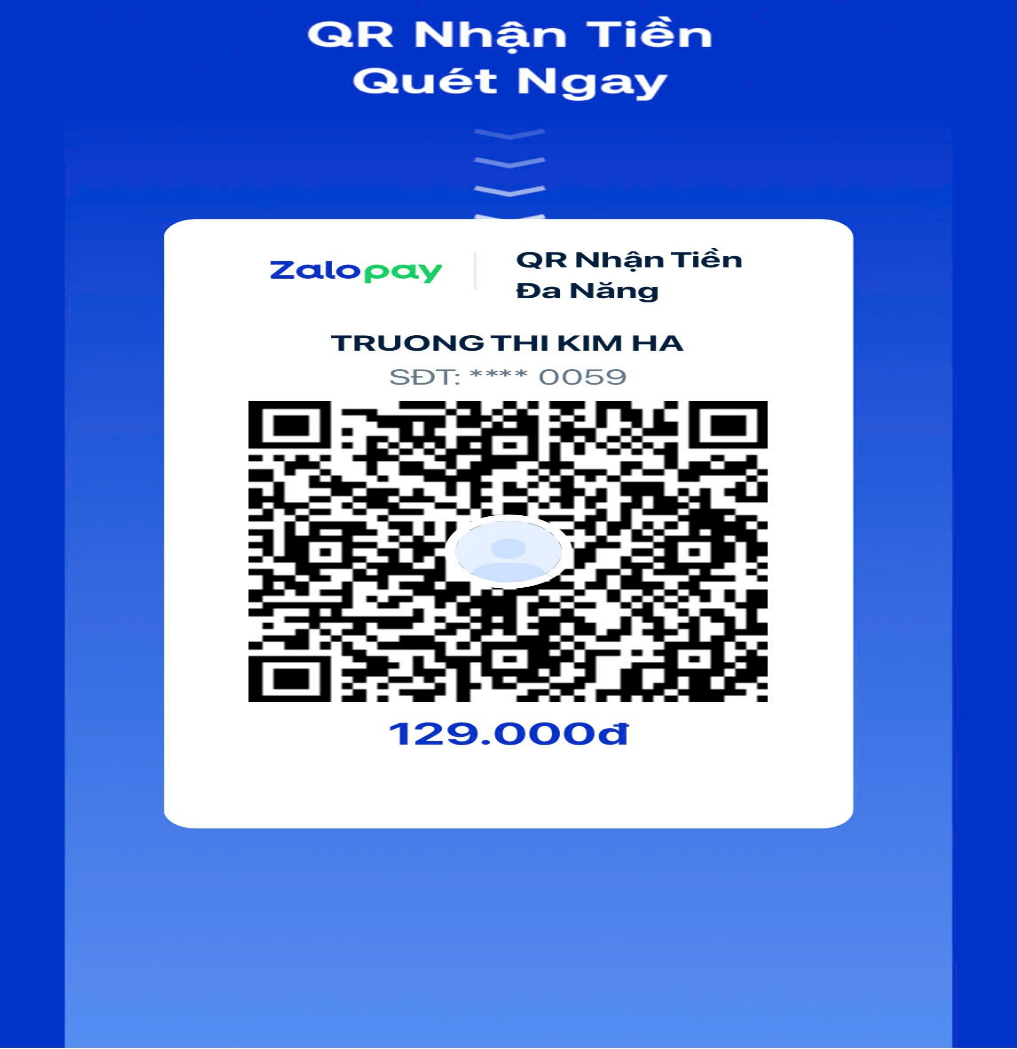 QR Nhận Tiền
Quét Ngay
Zalopay
QR Nhận Tiền
Đa Năng
TRUONG THI KIM HA
SĐT: **** 0059
129.000đ